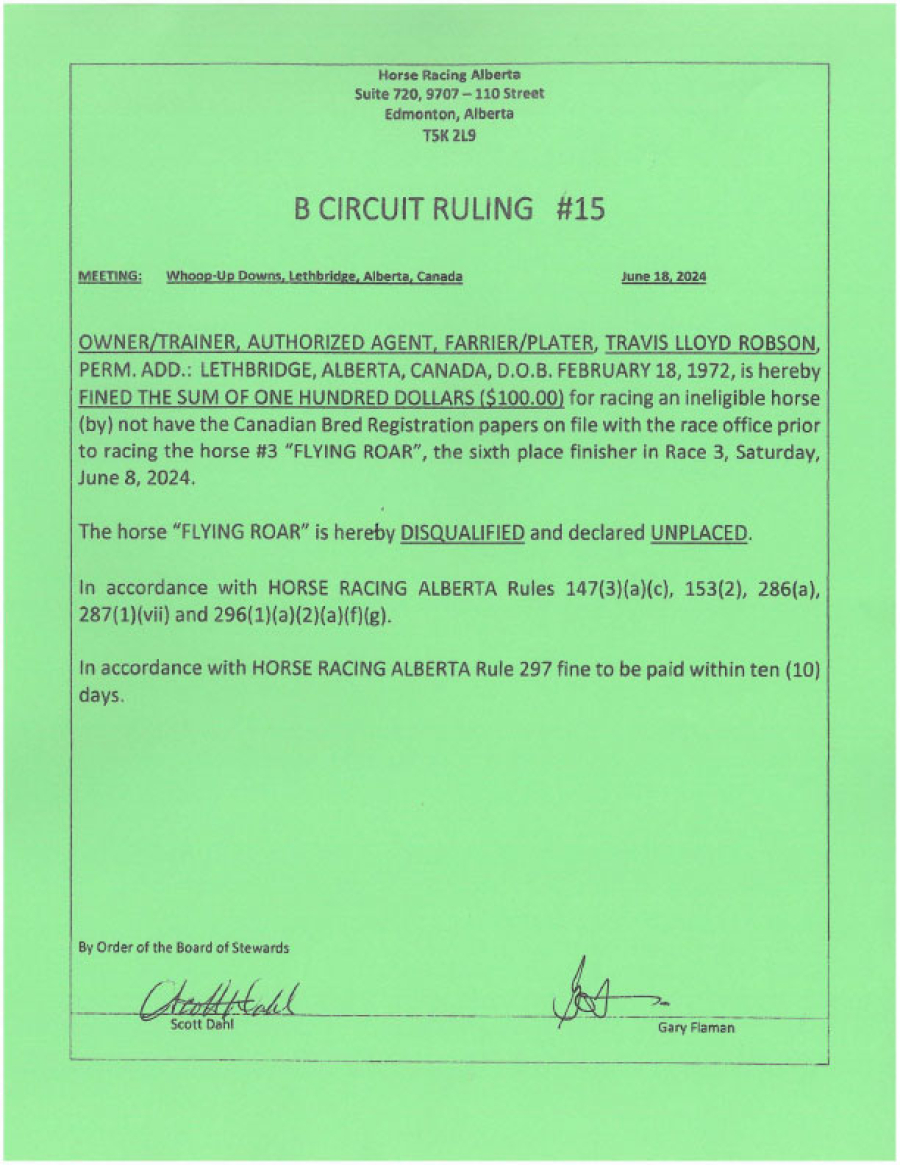 Horse Racing Alberta
Suite 720, 9707 – 110 Street
Edmonton, Alberta
T5K 2L9
B CIRCUIT RULING #15
MEETING: Whoop-Up Downs, Lethbridge, Alberta, Canada June 18, 2024
OWNER/TRAINER, AUTHORIZED AGENT, FARRIER/PLATER, TRAVIS LLOYD ROBSON,
PERM. ADD.: LETHBRIDGE, ALBERTA, CANADA, D.O.B. FEBRUARY 18, 1972, is hereby
FINED THE SUM OF ONE HUNDRED DOLLARS ($100.00) for racing an ineligible horse
(by) not have the Canadian Bred Registration papers on file with the race office prior
to racing the horse #3 “FLYING ROAR”, the sixth place finisher in Race 3, Saturday,
June 8, 2024.
The horse “FLYING ROAR” is hereby DISQUALIFIED and declared UNPLACED.
In accordance with HORSE RACING ALBERTA Rules 147(3)(a)(c), 153(2), 286(a),
287(1)(vii) and 296(1)(a)(2)(a)(f)(g).
In accordance with HORSE RACING ALBERTA Rule 297 fine to be paid within ten (10)
days.
By Order of the Board of Stewards
Scott Dahl
Scott Dahl
Gary Flaman